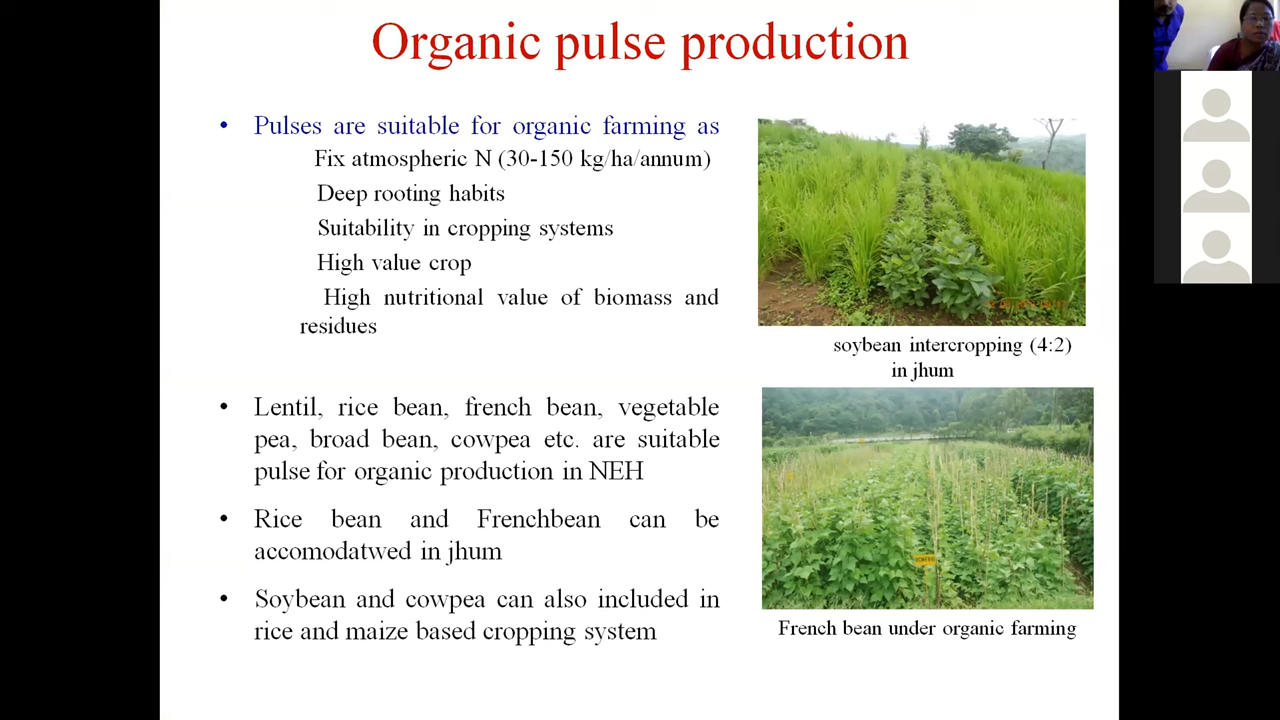 Organic pulse production
• Pulses are suitable for organic farming as
Fix atmospheric N (30-150 kg/ha/annum)
Deep rooting habits
Suitability in cropping systems
High value crop
High nutritional value of biomass and
residues
• Lentil, rice bean, french bean, vegetable
pea, broad bean, cowpea etc. are suitable
pulse for organic production in NEH
• Rice bean and Frenchbean can be
accomodatwed in jhum
• Soybean and cowpea can also included in
rice and maize based cropping system
soybean intercropping (4:2)
in jhum
French bean under organic farming